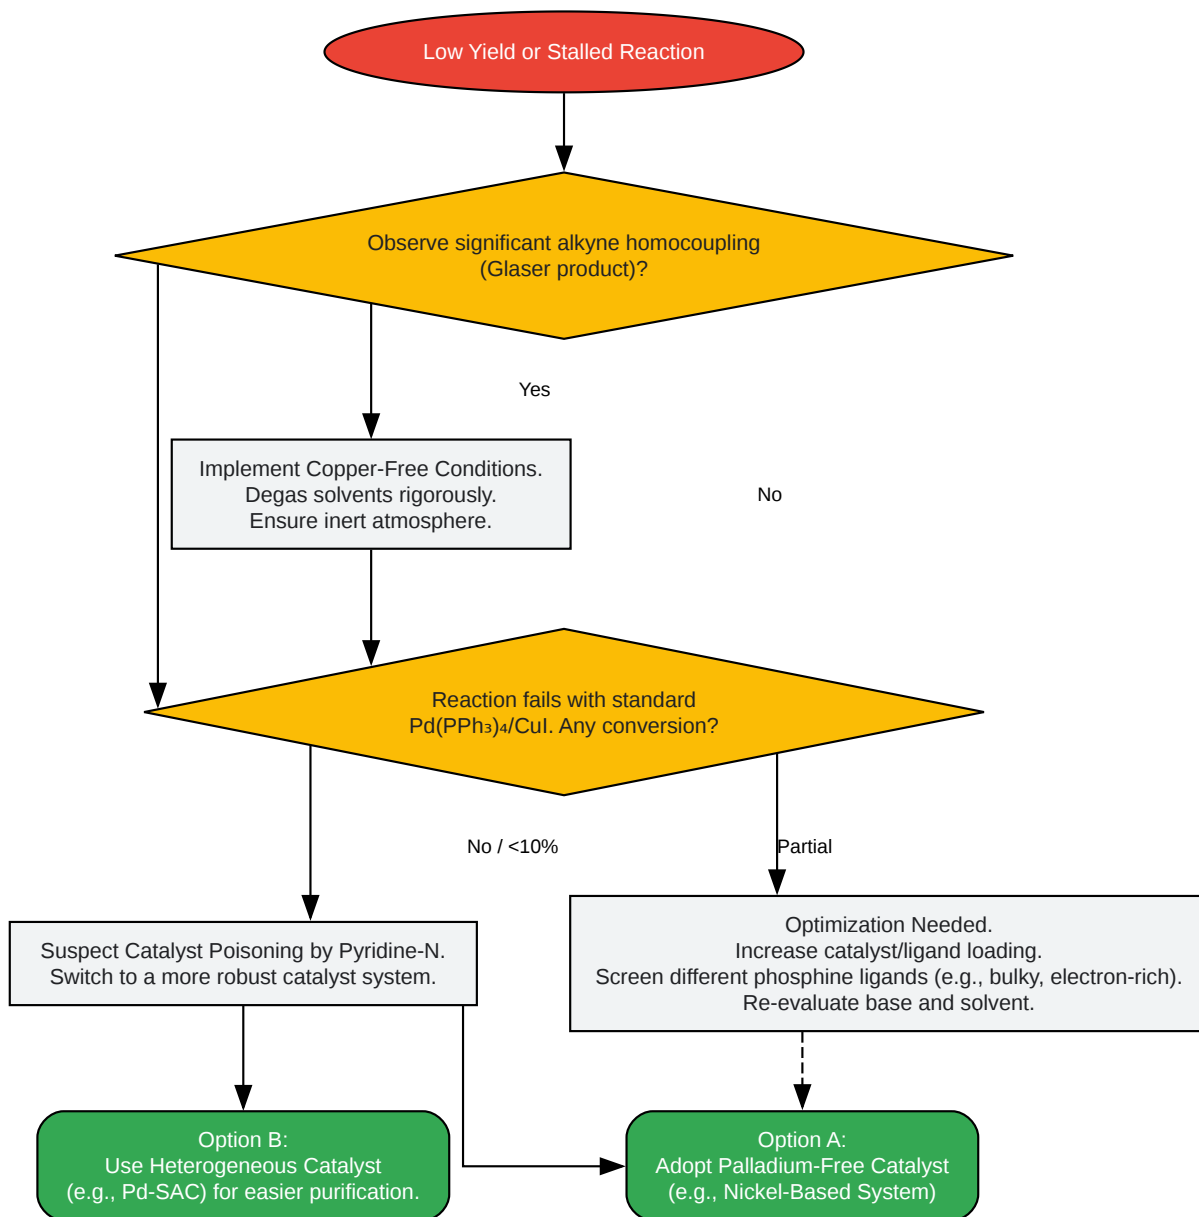 Low Yield or Stalled Reaction
Observe significant alkyne homocoupling
(Glaser product)?
Yes
Implement Copper-Free Conditions.
Degas solvents rigorously.
Ensure inert atmosphere.
No
Reaction fails with standard
Pd(PPh₃)₄/CuI. Any conversion?
No / <10%
Partial
Suspect Catalyst Poisoning by Pyridine-N.
Switch to a more robust catalyst system.
Optimization Needed.
Increase catalyst/ligand loading.
Screen different phosphine ligands (e.g., bulky, electron-rich).
Re-evaluate base and solvent.
Option B:
Use Heterogeneous Catalyst
(e.g., Pd-SAC) for easier purification.
Option A:
Adopt Palladium-Free Catalyst
(e.g., Nickel-Based System)